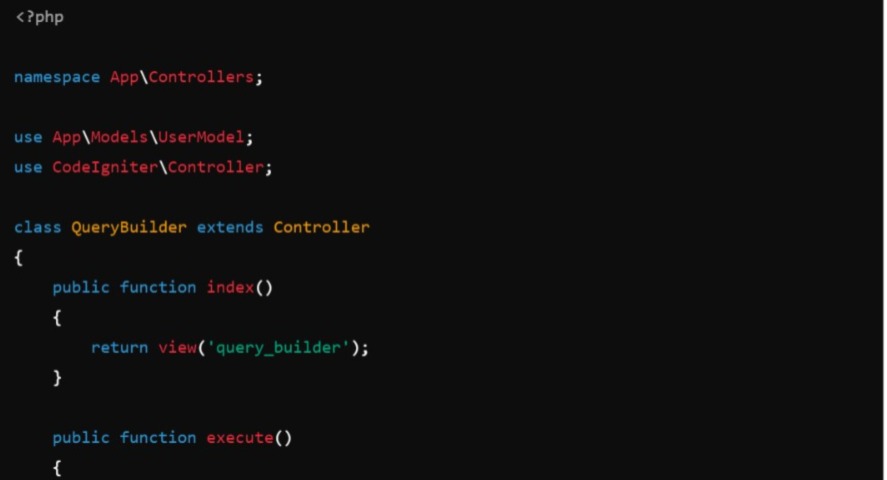 <?php
namespace App\Controllers;
use App\Models\UserModel;
use CodeIgniter\Controller;
class QueryBuilder extends Controller
{
    public function index()
    {
        return view('query_builder');
    }
    public function execute()
    {